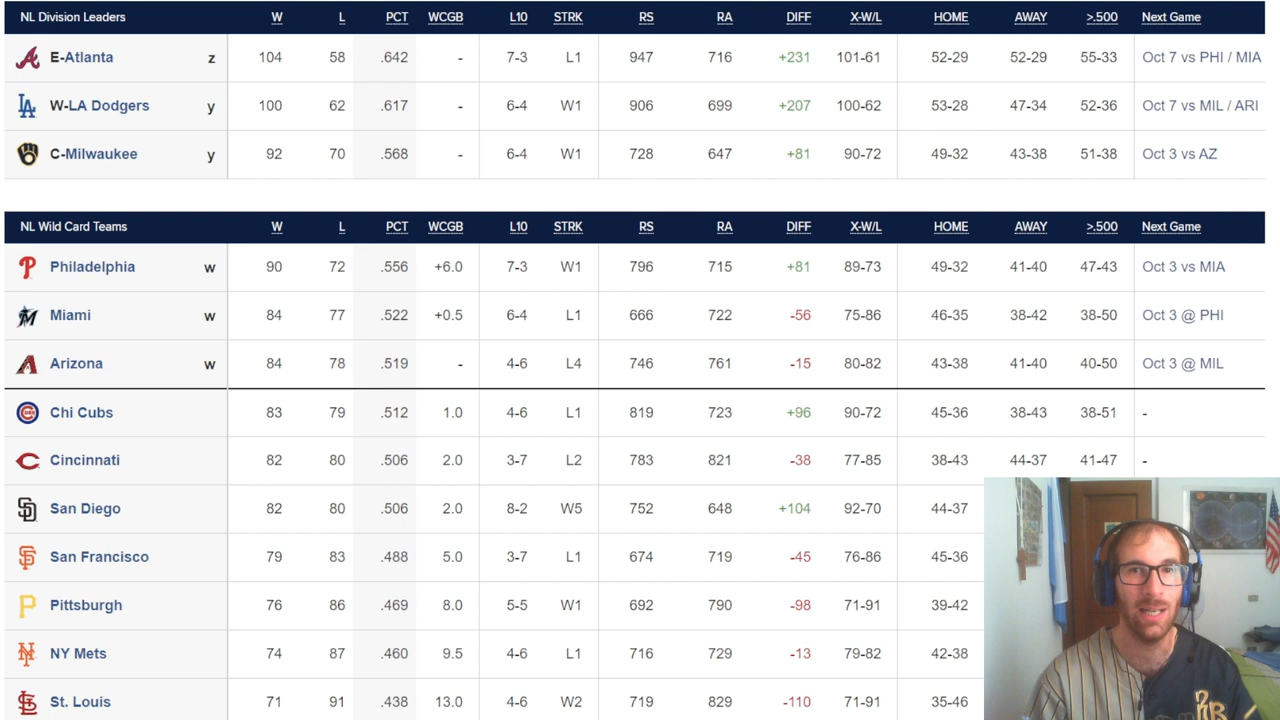 NL Division Leaders W L PCT WCGB L10 STRK RS RA DIFF X-W/L HOME AWAY >.500 Next Game
E-Atlanta z 104 58 .642 - 7-3 L1 947 716 +231 101-61 52-29 52-29 55-33 Oct 7 vs PHI / MIA
W-LA Dodgers y 100 62 .617 - 6-4 W1 906 699 +207 100-62 53-28 47-34 52-36 Oct 7 vs MIL / ARI
C-Milwaukee y 92 70 .568 - 6-4 W1 728 647 +81 90-72 49-32 43-38 51-38 Oct 3 vs AZ
NL Wild Card Teams W L PCT WCGB L10 STRK RS RA DIFF X-W/L HOME AWAY >.500 Next Game
Philadelphia w 90 72 .556 +6.0 7-3 W1 796 715 +81 89-73 49-32 41-40 47-43 Oct 3 vs MIA
Miami w 84 77 .522 +0.5 6-4 L1 666 722 -56 75-86 46-35 38-42 38-50 Oct 3 @ PHI
Arizona w 84 78 .519 - 4-6 L4 746 761 -15 80-82 43-38 41-40 40-50 Oct 3 @ MIL
Chi Cubs 83 79 .512 1.0 4-6 L1 819 723 +96 90-72 45-36 38-43 38-51 -
Cincinnati 82 80 .506 2.0 3-7 L2 783 821 -38 77-85 38-43 44-37 41-47 -
San Diego 82 80 .506 2.0 8-2 W5 752 648 +104 92-70 44-37
San Francisco 79 83 .488 5.0 3-7 L1 674 719 -45 76-86 45-36
Pittsburgh 76 86 .469 8.0 5-5 W1 692 790 -98 71-91 39-42
NY Mets 74 87 .460 9.5 4-6 L1 716 729 -13 79-82 42-38
St. Louis 71 91 .438 13.0 4-6 W2 719 829 -110 71-91 35-46